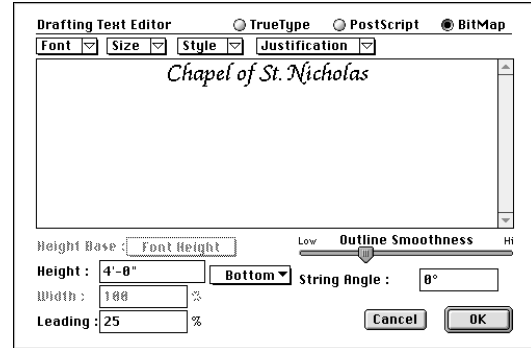 Drafting Text Editor TrueType PostScript BitMap
Font Size Style Justification
Chapel of St. Nicholas
Height Base : Font Height
Low Outline Smoothness Hi
Height : 4'-0" Bottom String Angle : 0°
Width : 100 %
Leading : 25 % Cancel OK